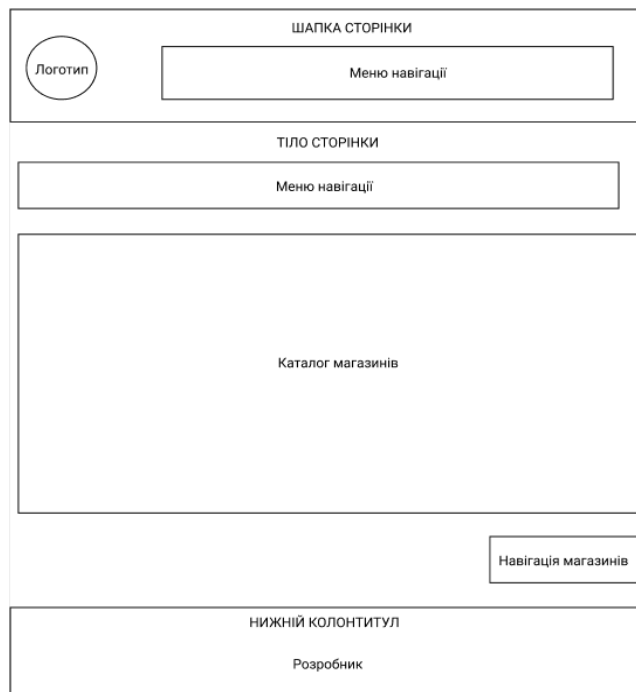 ШАПКА СТОРІНКИ
Логотип
Меню навігації
ТІЛО СТОРІНКИ
Меню навігації
Каталог магазинів
Навігація магазинів
НИЖНІЙ КОЛОНТИТУЛ
Розробник